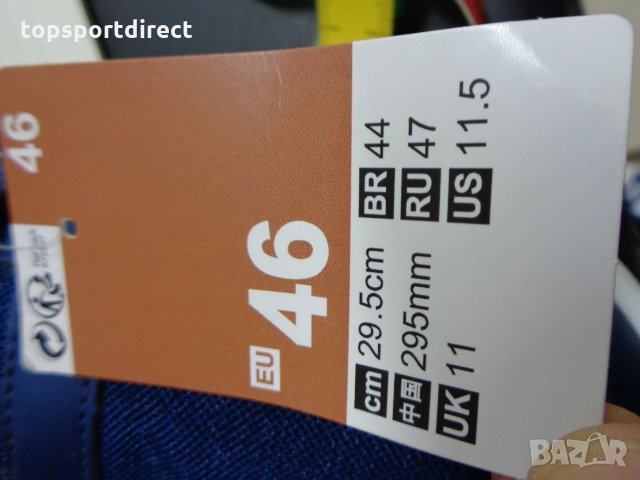 topsportdirect
46
EU 46
cm 29.5cm
BR 44
中国 295mm
RU 47
UK 11
US 11.5
BAZAR